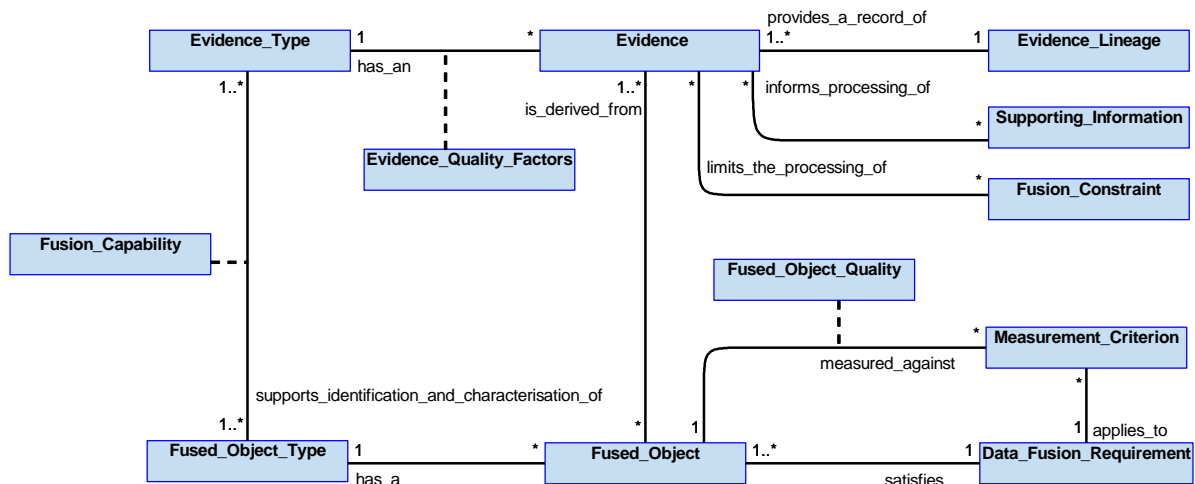 provides_a_record_of
Evidence_Type 1 * Evidence 1..* 1 Evidence_Lineage
has_an
1..* 1..* * * informs_processing_of
is_derived_from
* Supporting_Information
Evidence_Quality_Factors limits_the_processing_of
* Fusion_Constraint
Fusion_Capability
Fused_Object_Quality
* Measurement_Criterion
measured_against
*
supports_identification_and_characterisation_of
1..* * 1 1 applies_to
Fused_Object_Type 1 * Fused_Object 1..* 1 Data_Fusion_Requirement
has_a satisfies